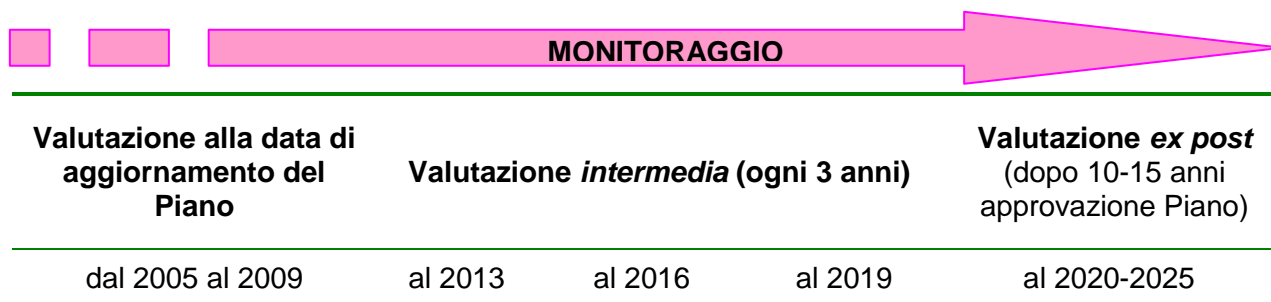 MONITORAGGIO
Valutazione alla data di
aggiornamento del
Piano
Valutazione intermedia (ogni 3 anni)
Valutazione ex post
(dopo 10-15 anni
approvazione Piano)
dal 2005 al 2009 al 2013 al 2016 al 2019 al 2020-2025